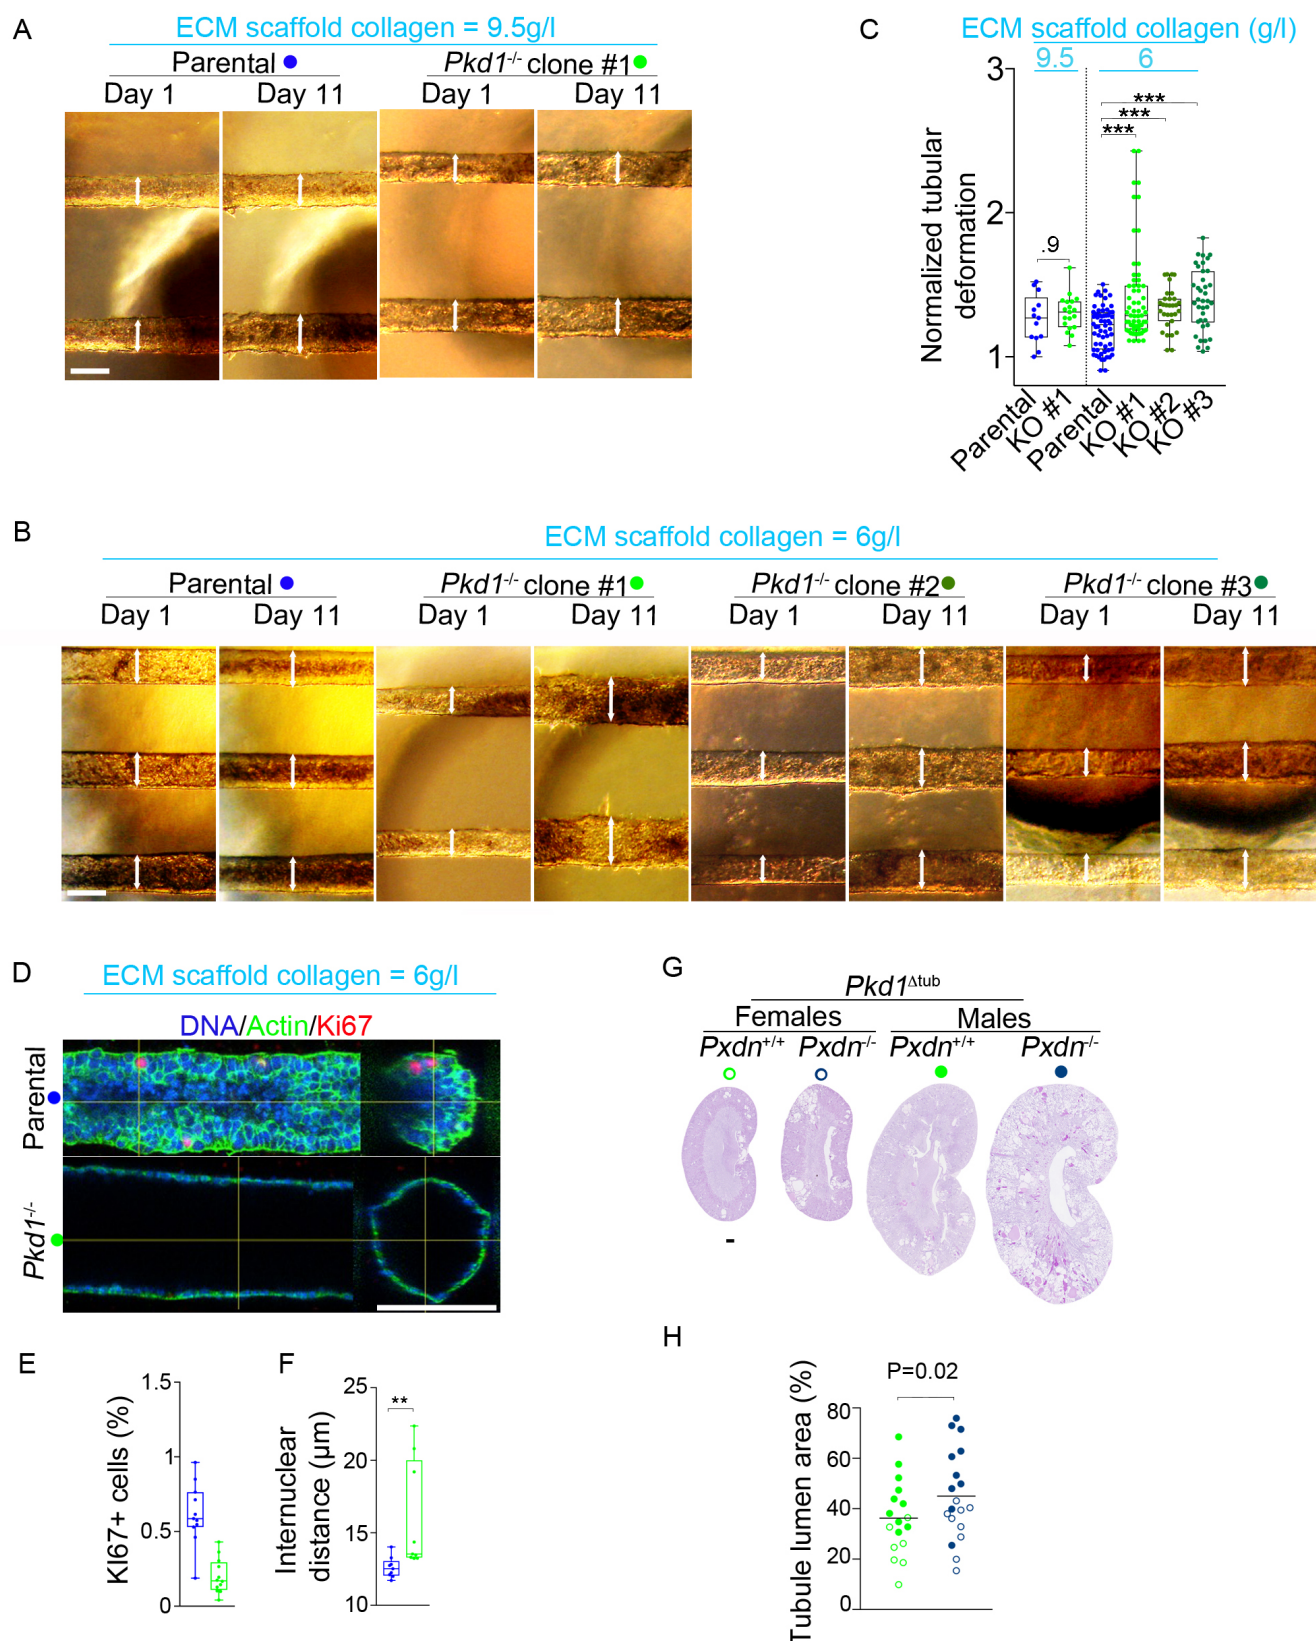 A
ECM scaffold collagen = 9.5g/l
Parental
Pkd1-/- clone #1
Day 1
Day 11
Day 1
Day 11
C
ECM scaffold collagen (g/l)
9.5
6
3
2
1
Normalized tubular
deformation
.9
***
***
***
Parental
KO #1
Parental
KO #1
KO #2
KO #3
B
ECM scaffold collagen = 6g/l
Parental
Pkd1-/- clone #1
Pkd1-/- clone #2
Pkd1-/- clone #3
Day 1
Day 11
Day 1
Day 11
Day 1
Day 11
Day 1
Day 11
D
ECM scaffold collagen = 6g/l
DNA/Actin/Ki67
Parental
Pkd1-/-
G
Pkd1Δtub
Females
Males
Pxdn+/+
Pxdn-/-
Pxdn+/+
Pxdn-/-
E
KI67+ cells (%)
1.5
1
0.5
0
F
Internuclear
distance (µm)
25
20
15
10
**
H
Tubule lumen area (%)
P=0.02
80
60
40
20
0